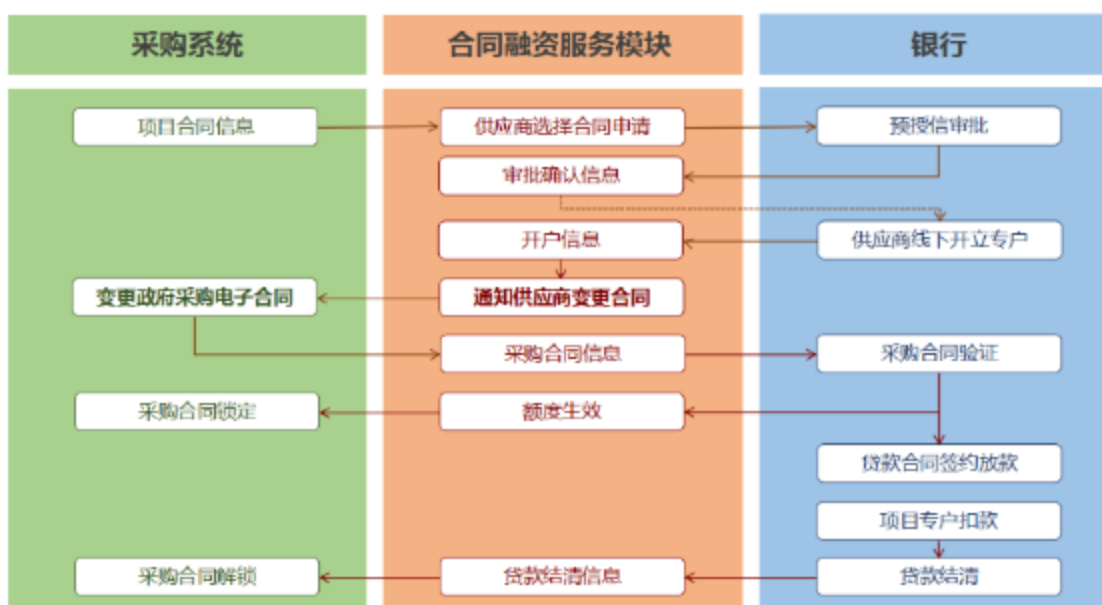 采购系统
合同融资服务模块
银行
项目合同信息
供应商选择合同申请
预授信审批
审批确认信息
开户信息
供应商线下开立专户
变更政府采购电子合同
通知供应商变更合同
采购合同信息
采购合同验证
采购合同锁定
额度生效
贷款合同签约放款
项目专户扣款
采购合同解锁
贷款结清信息
贷款结清